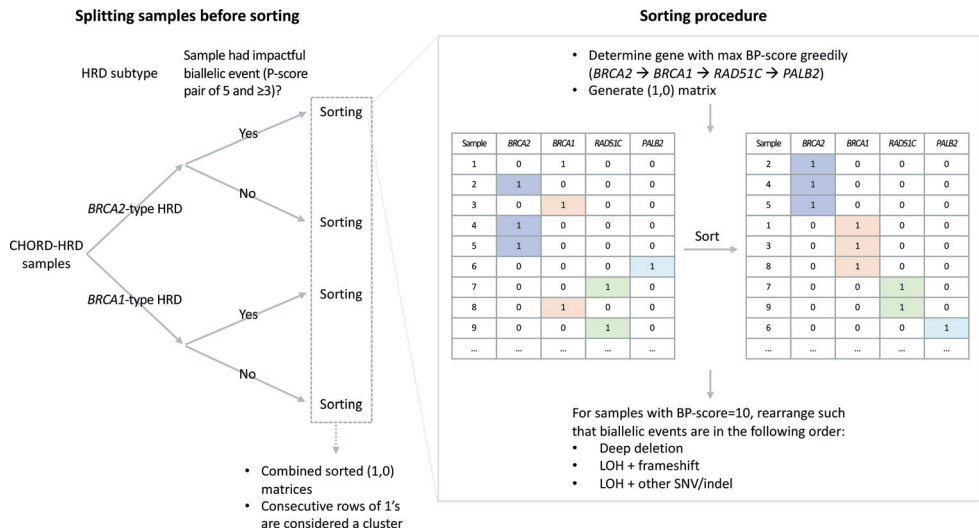 Splitting samples before sorting
HRD subtype
Sample had impactful
biallelic event (P-score
pair of 5 and ≥3)?
Sorting
Yes
No
Sorting
BRCA2-type HRD
CHORD-HRD
samples
BRCA1-type HRD
Sorting
Yes
No
Sorting
• Combined sorted (1,0)
matrices
• Consecutive rows of 1's
are considered a cluster
Sorting procedure
• Determine gene with max BP-score greedily
(BRCA2 → BRCA1 → RAD51C → PALB2)
• Generate (1,0) matrix
Sample BRCA2 BRCA1 RAD51C PALB2
1 0 1 0 0
2 1 0 0 0
3 0 1 0 0
4 1 0 0 0
5 1 0 0 0
6 0 0 0 1
7 0 0 1 0
8 0 1 0 0
9 0 0 1 0
... ... ... ... ...
Sort
Sample BRCA2 BRCA1 RAD51C PALB2
2 1 0 0 0
4 1 0 0 0
5 1 0 0 0
1 0 1 0 0
3 0 1 0 0
8 0 1 0 0
7 0 0 1 0
9 0 0 1 0
6 0 0 0 1
... ... ... ... ...
For samples with BP-score=10, rearrange such
that biallelic events are in the following order:
• Deep deletion
• LOH + frameshift
• LOH + other SNV/indel